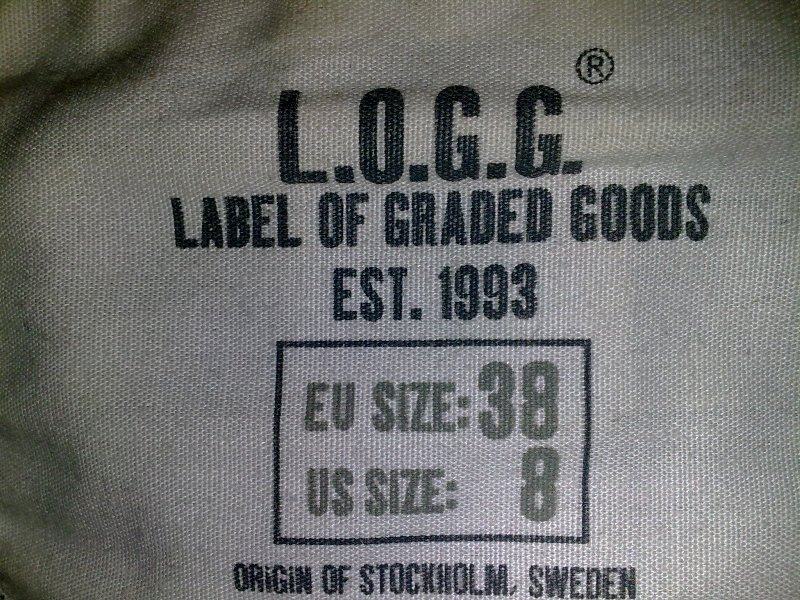 L.O.G.G.®
LABEL OF GRADED GOODS
EST. 1993
EU SIZE: 38
US SIZE: 8
ORIGIN OF STOCKHOLM, SWEDEN